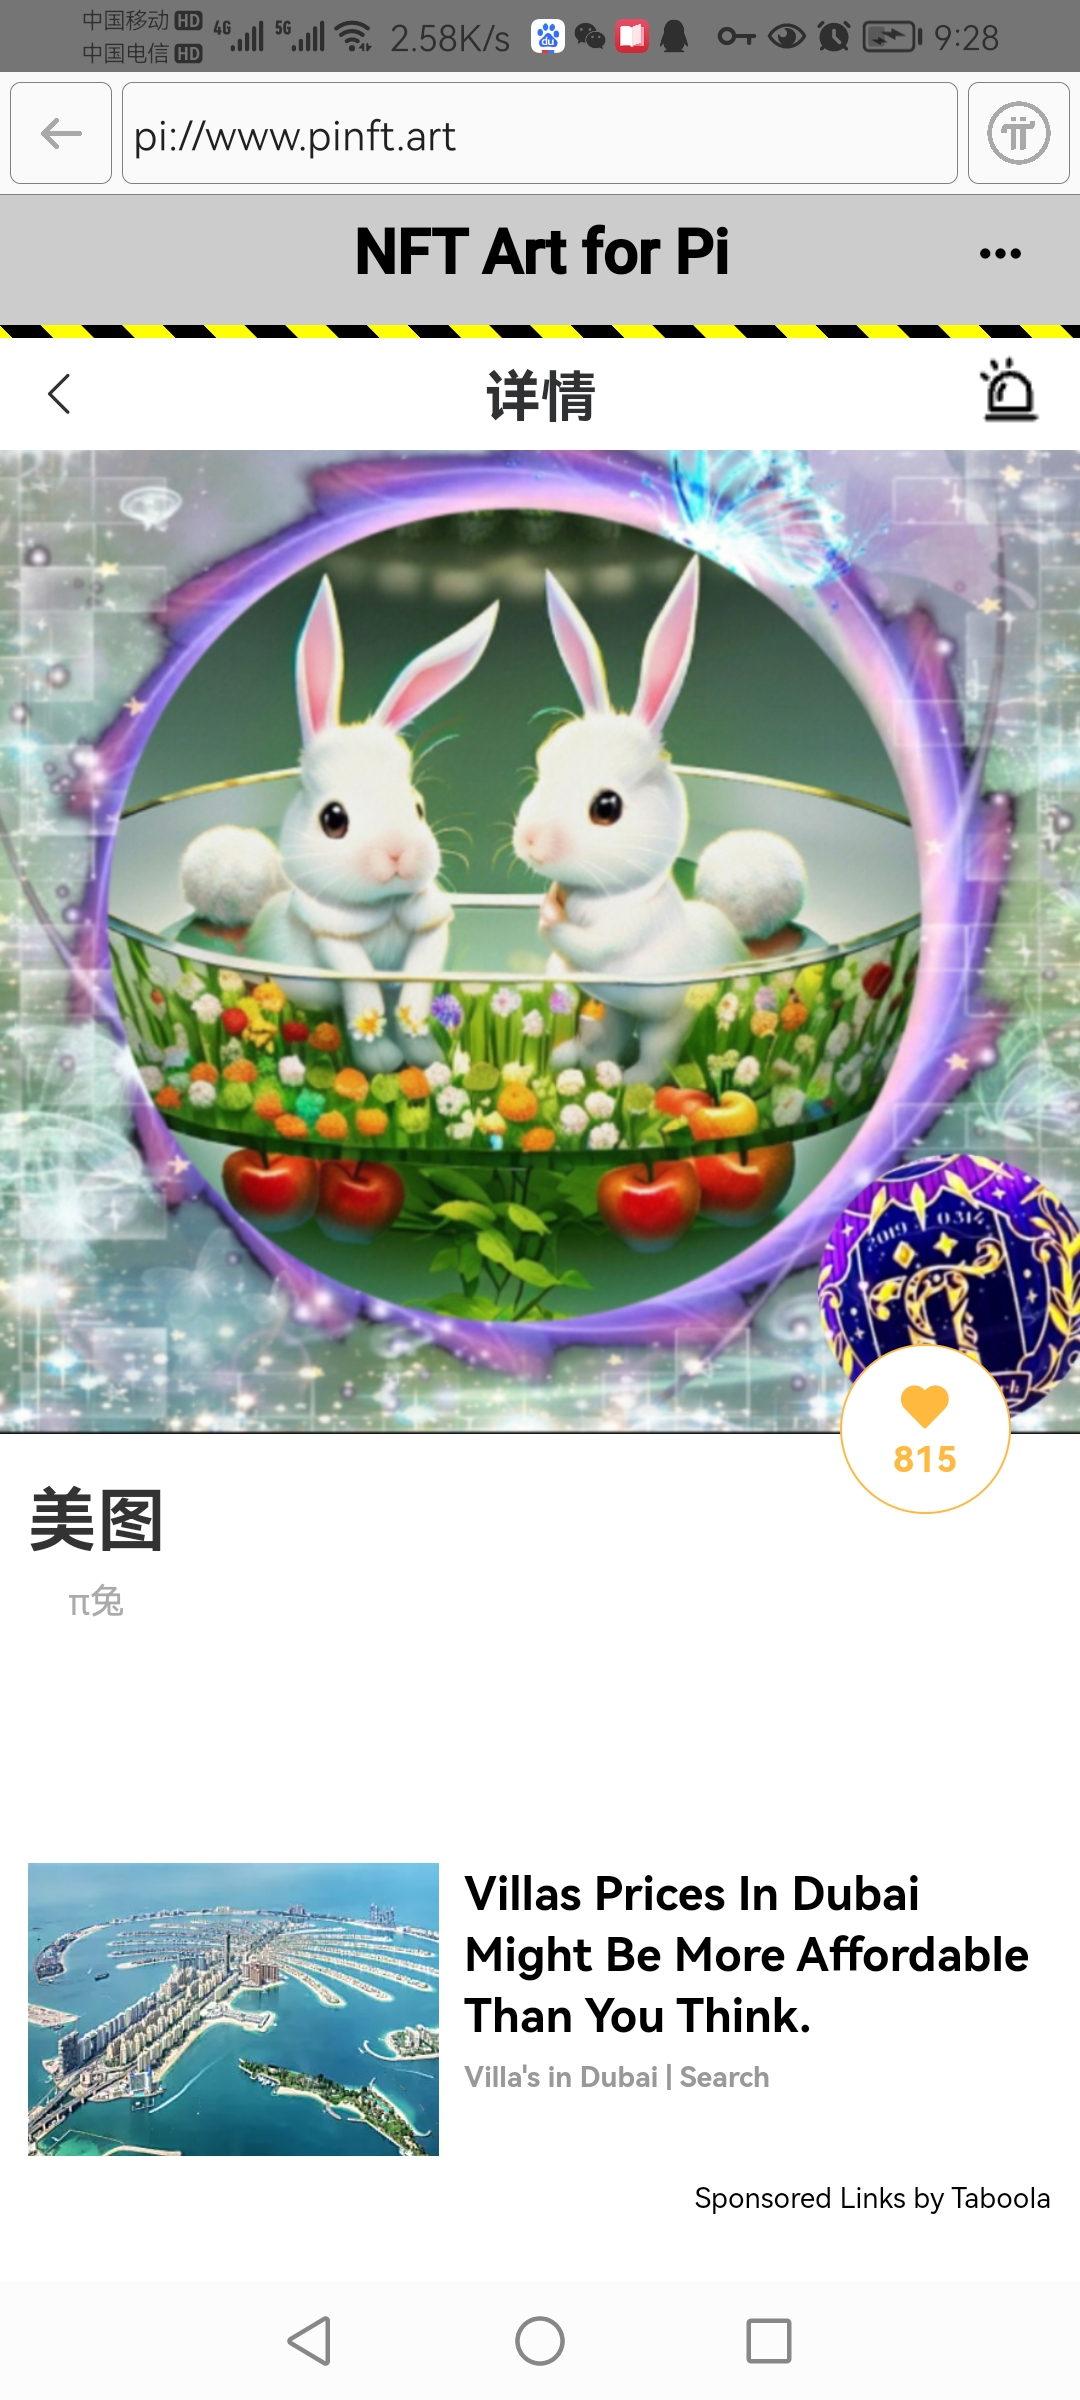 中国移动 HD 4G 5G 2.58K/s du 9:28
中国电信 HD
pi://www.pinft.art
NFT Art for Pi
详情
2019 0314
815
美图
π兔
Villas Prices In Dubai
Might Be More Affordable
Than You Think.
Villa's in Dubai | Search
Sponsored Links by Taboola